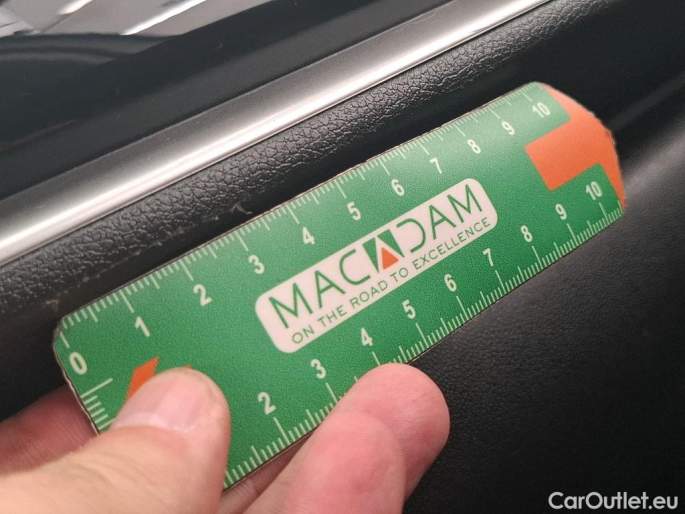 0 1 2 3 4 5 6 7 8 9 10
MACADAM
ON THE ROAD TO EXCELLENCE
2 3 4 5 6 7 8 9 10
CarOutlet.eu